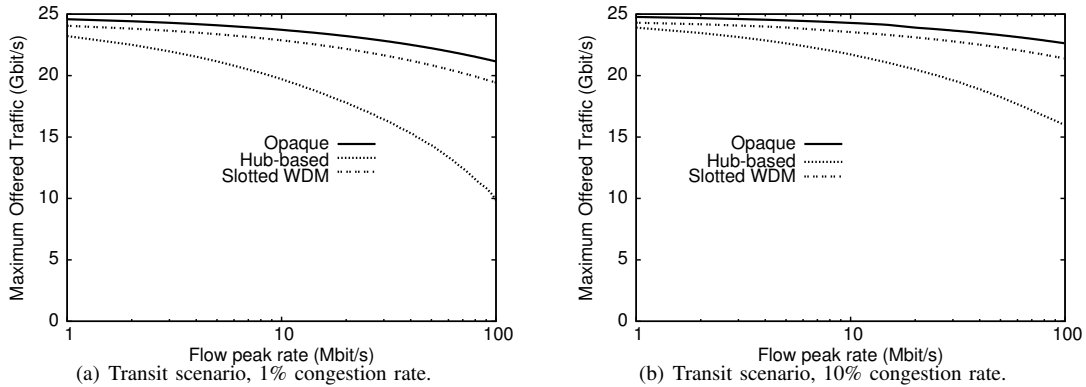 25
20
15
10
5
0
1
10
100
Maximum Offered Traffic (Gbit/s)
Flow peak rate (Mbit/s)
Opaque
Hub-based
Slotted WDM
(a) Transit scenario, 1% congestion rate.
25
20
15
10
5
0
1
10
100
Maximum Offered Traffic (Gbit/s)
Flow peak rate (Mbit/s)
Opaque
Hub-based
Slotted WDM
(b) Transit scenario, 10% congestion rate.